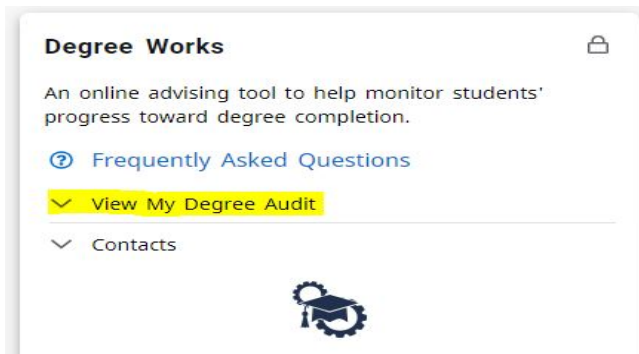 Degree Works
An online advising tool to help monitor students'
progress toward degree completion.
Frequently Asked Questions
View My Degree Audit
Contacts